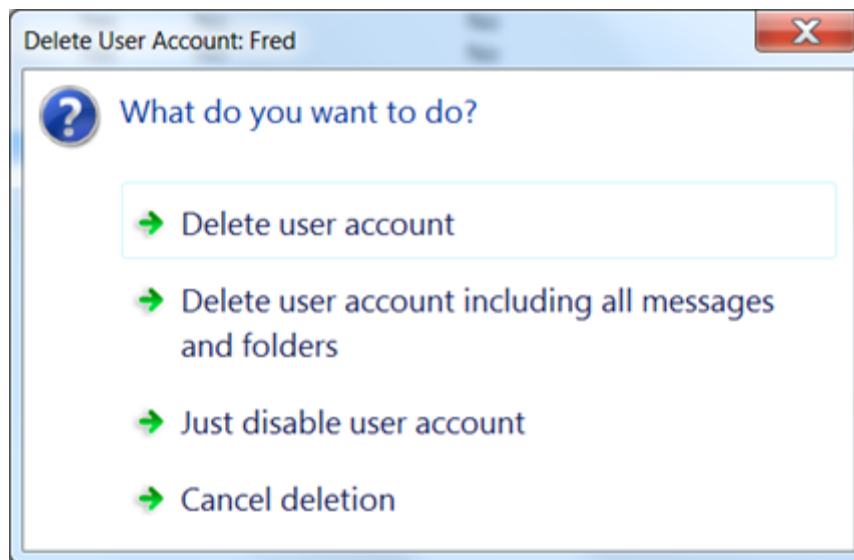 Delete User Account: Fred
What do you want to do?
Delete user account
Delete user account including all messages
and folders
Just disable user account
Cancel deletion